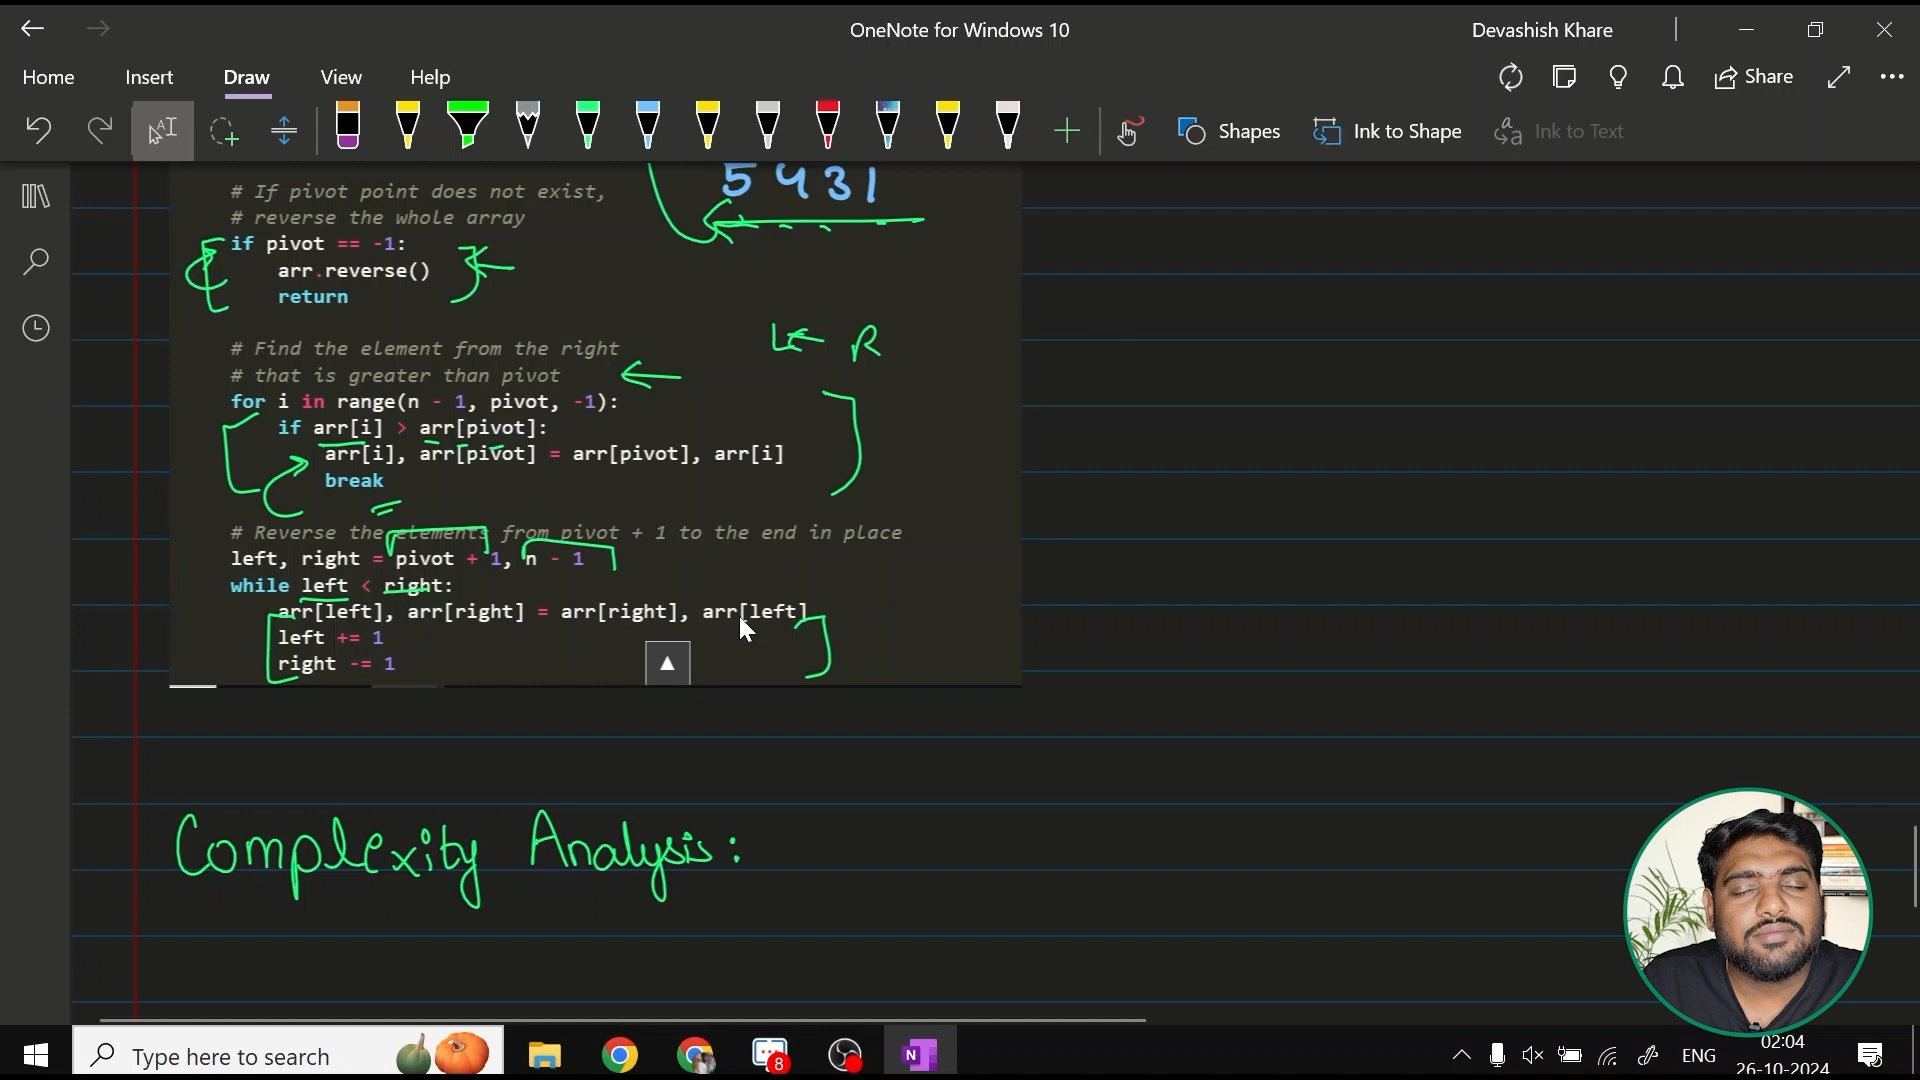 OneNote for Windows 10
Devashish Khare
Home Insert Draw View Help
Share
Shapes
Ink to Shape
Ink to Text
5 4 3 1
# If pivot point does not exist,
# reverse the whole array
if pivot == -1:
arr.reverse()
return
L R
# Find the element from the right
# that is greater than pivot
for i in range(n - 1, pivot, -1):
if arr[i] > arr[pivot]:
arr[i], arr[pivot] = arr[pivot], arr[i]
break
# Reverse the elements from pivot + 1 to the end in place
left, right = pivot + 1, n - 1
while left < right:
arr[left], arr[right] = arr[right], arr[left]
left += 1
right -= 1
Complexity Analysis:
Type here to search
8
N
ENG
02:04
26-10-2024